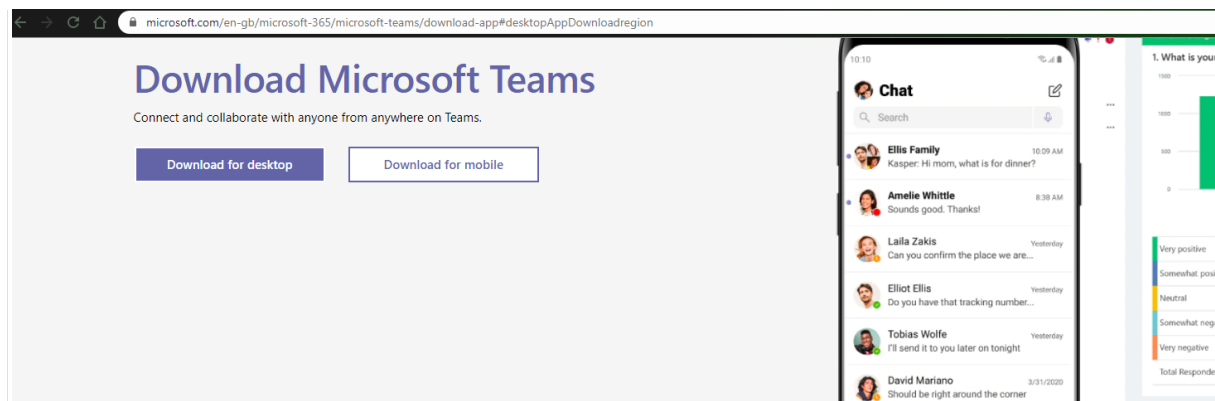 microsoft.com/en-gb/microsoft-365/microsoft-teams/download-app#desktopAppDownloadregion
Download Microsoft Teams
Connect and collaborate with anyone from anywhere on Teams.
Download for desktop
Download for mobile
10:10
Chat
Search
Ellis Family 10:09 AM
Kasper: Hi mom, what is for dinner?
Amelie Whittle 8:38 AM
Sounds good. Thanks!
Laila Zakis Yesterday
Can you confirm the place we are...
Elliot Ellis Yesterday
Do you have that tracking number...
Tobias Wolfe Yesterday
I'll send it to you later on tonight
David Mariano 3/31/2020
Should be right around the corner
1. What is your
1500
1000
500
0
Very positive
Somewhat posi
Neutral
Somewhat neg
Very negative
Total Responde